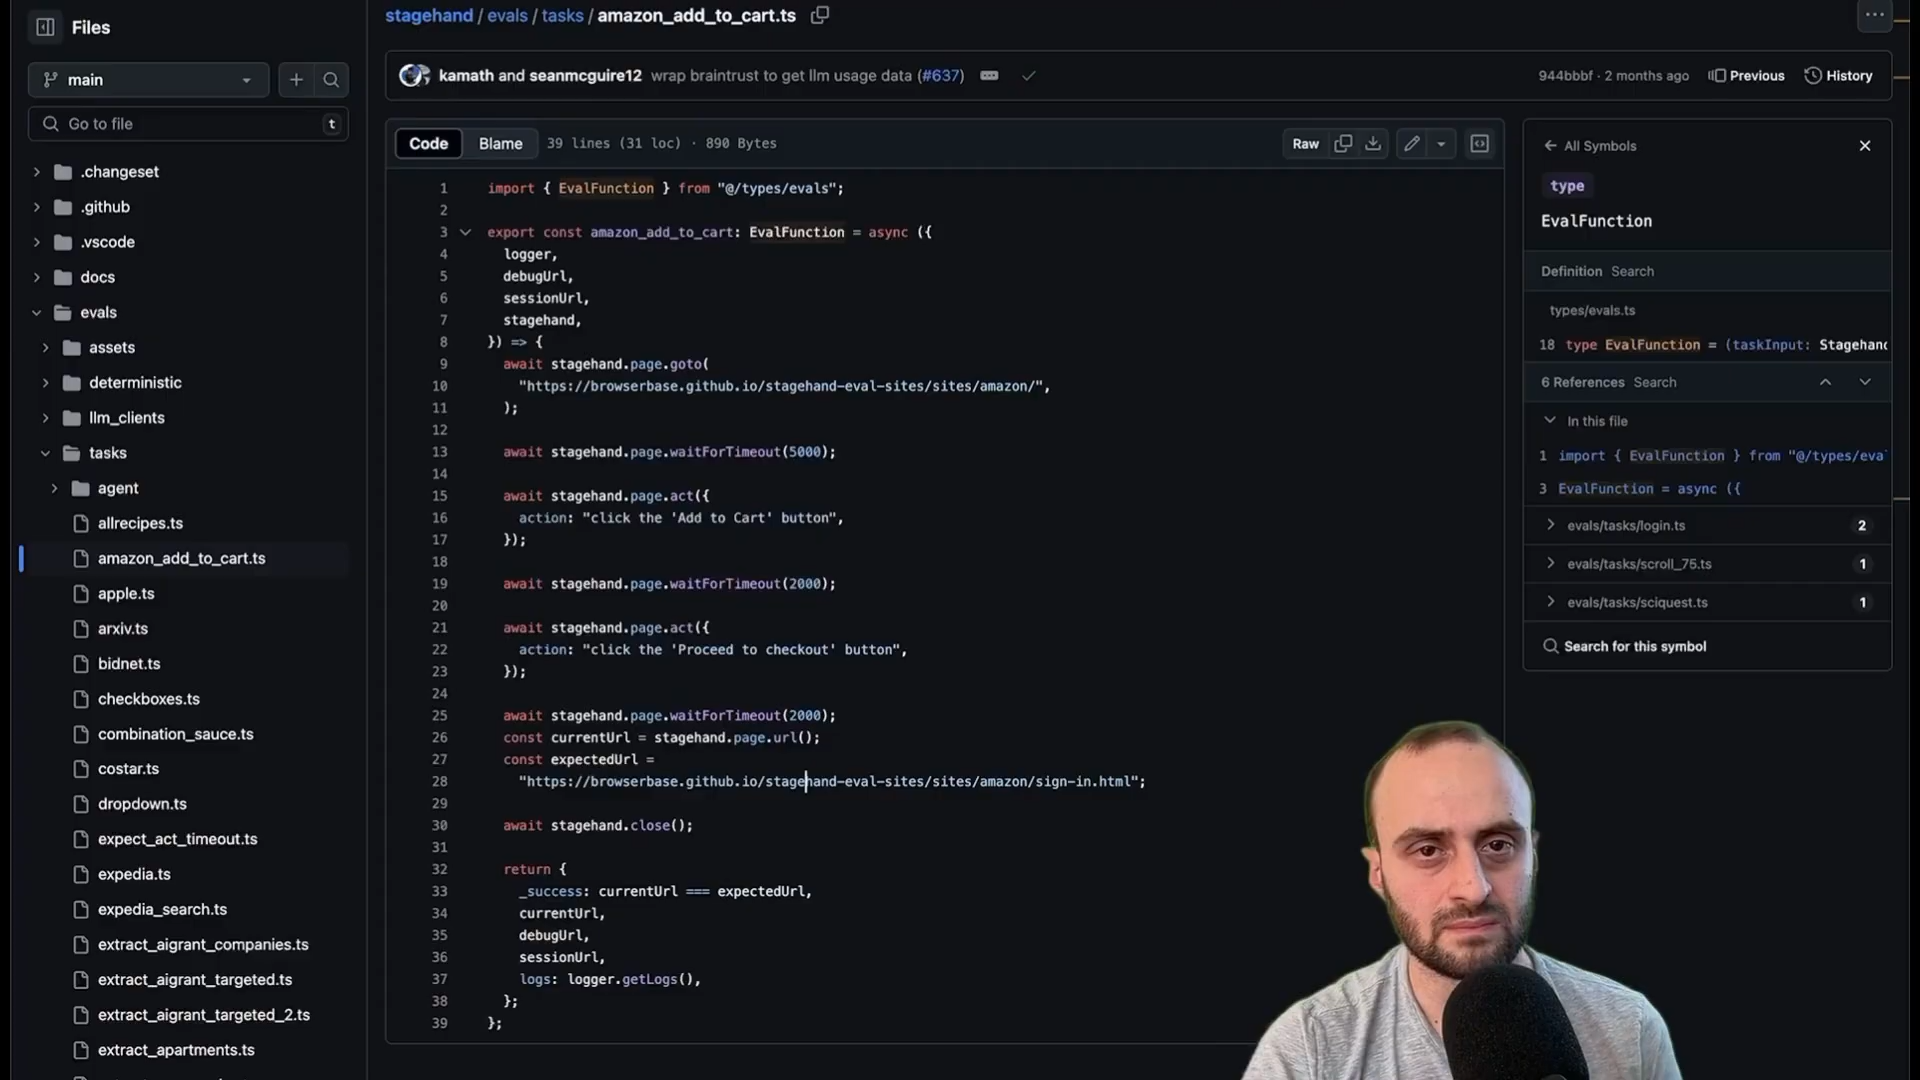 Files
main
Go to file
t
.changeset
.github
.vscode
docs
evals
assets
deterministic
llm_clients
tasks
agent
allrecipes.ts
amazon_add_to_cart.ts
apple.ts
arxiv.ts
bidnet.ts
checkboxes.ts
combination_sauce.ts
costar.ts
dropdown.ts
expect_act_timeout.ts
expedia.ts
expedia_search.ts
extract_aigrant_companies.ts
extract_aigrant_targeted.ts
extract_aigrant_targeted_2.ts
extract_apartments.ts
stagehand / evals / tasks / amazon_add_to_cart.ts
kamath and seanmcguire12 wrap braintrust to get llm usage data (#637)
944bbbf · 2 months ago Previous History
Code Blame 39 lines (31 loc) · 890 Bytes
Raw
1 import { EvalFunction } from "@/types/evals";
2
3 export const amazon_add_to_cart: EvalFunction = async ({
4 logger,
5 debugUrl,
6 sessionUrl,
7 stagehand,
8 }) => {
9 await stagehand.page.goto(
10 "https://browserbase.github.io/stagehand-eval-sites/sites/amazon/",
11 );
12
13 await stagehand.page.waitForTimeout(5000);
14
15 await stagehand.page.act({
16 action: "click the 'Add to Cart' button",
17 });
18
19 await stagehand.page.waitForTimeout(2000);
20
21 await stagehand.page.act({
22 action: "click the 'Proceed to checkout' button",
23 });
24
25 await stagehand.page.waitForTimeout(2000);
26 const currentUrl = stagehand.page.url();
27 const expectedUrl =
28 "https://browserbase.github.io/stagehand-eval-sites/sites/amazon/sign-in.html";
29
30 await stagehand.close();
31
32 return {
33 _success: currentUrl === expectedUrl,
34 currentUrl,
35 debugUrl,
36 sessionUrl,
37 logs: logger.getLogs(),
38 };
39 };
All Symbols
type
EvalFunction
Definition Search
types/evals.ts
18 type EvalFunction = (taskInput: Stagehand
6 References Search
In this file
1 import { EvalFunction } from "@/types/eva
3 EvalFunction = async ({
evals/tasks/login.ts 2
evals/tasks/scroll_75.ts 1
evals/tasks/sciquest.ts 1
Search for this symbol